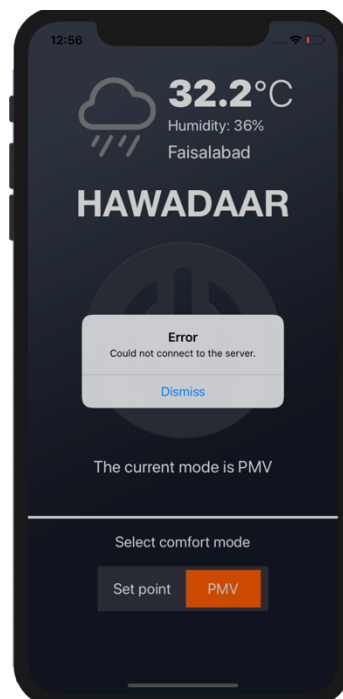 12:56
32.2°C
Humidity: 36%
Faisalabad
HAWADAAR
Error
Could not connect to the server.
Dismiss
The current mode is PMV
Select comfort mode
Set point PMV